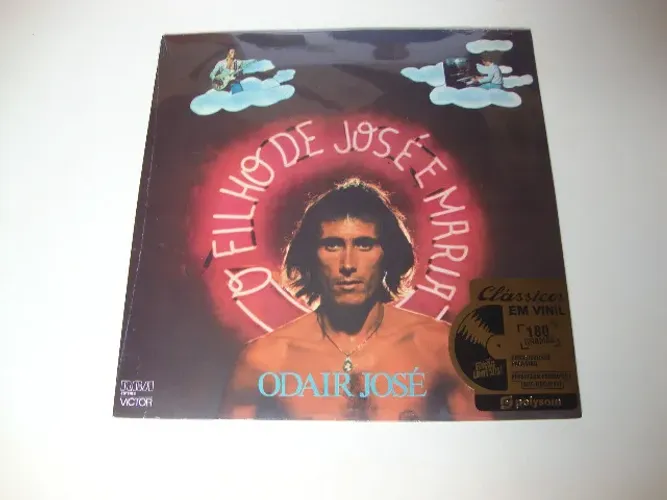 O FILHO DE JOSÉ E MARIA
ODAIR JOSÉ
RCA
VICTOR
Clássicos
EM VINIL
180
polysom